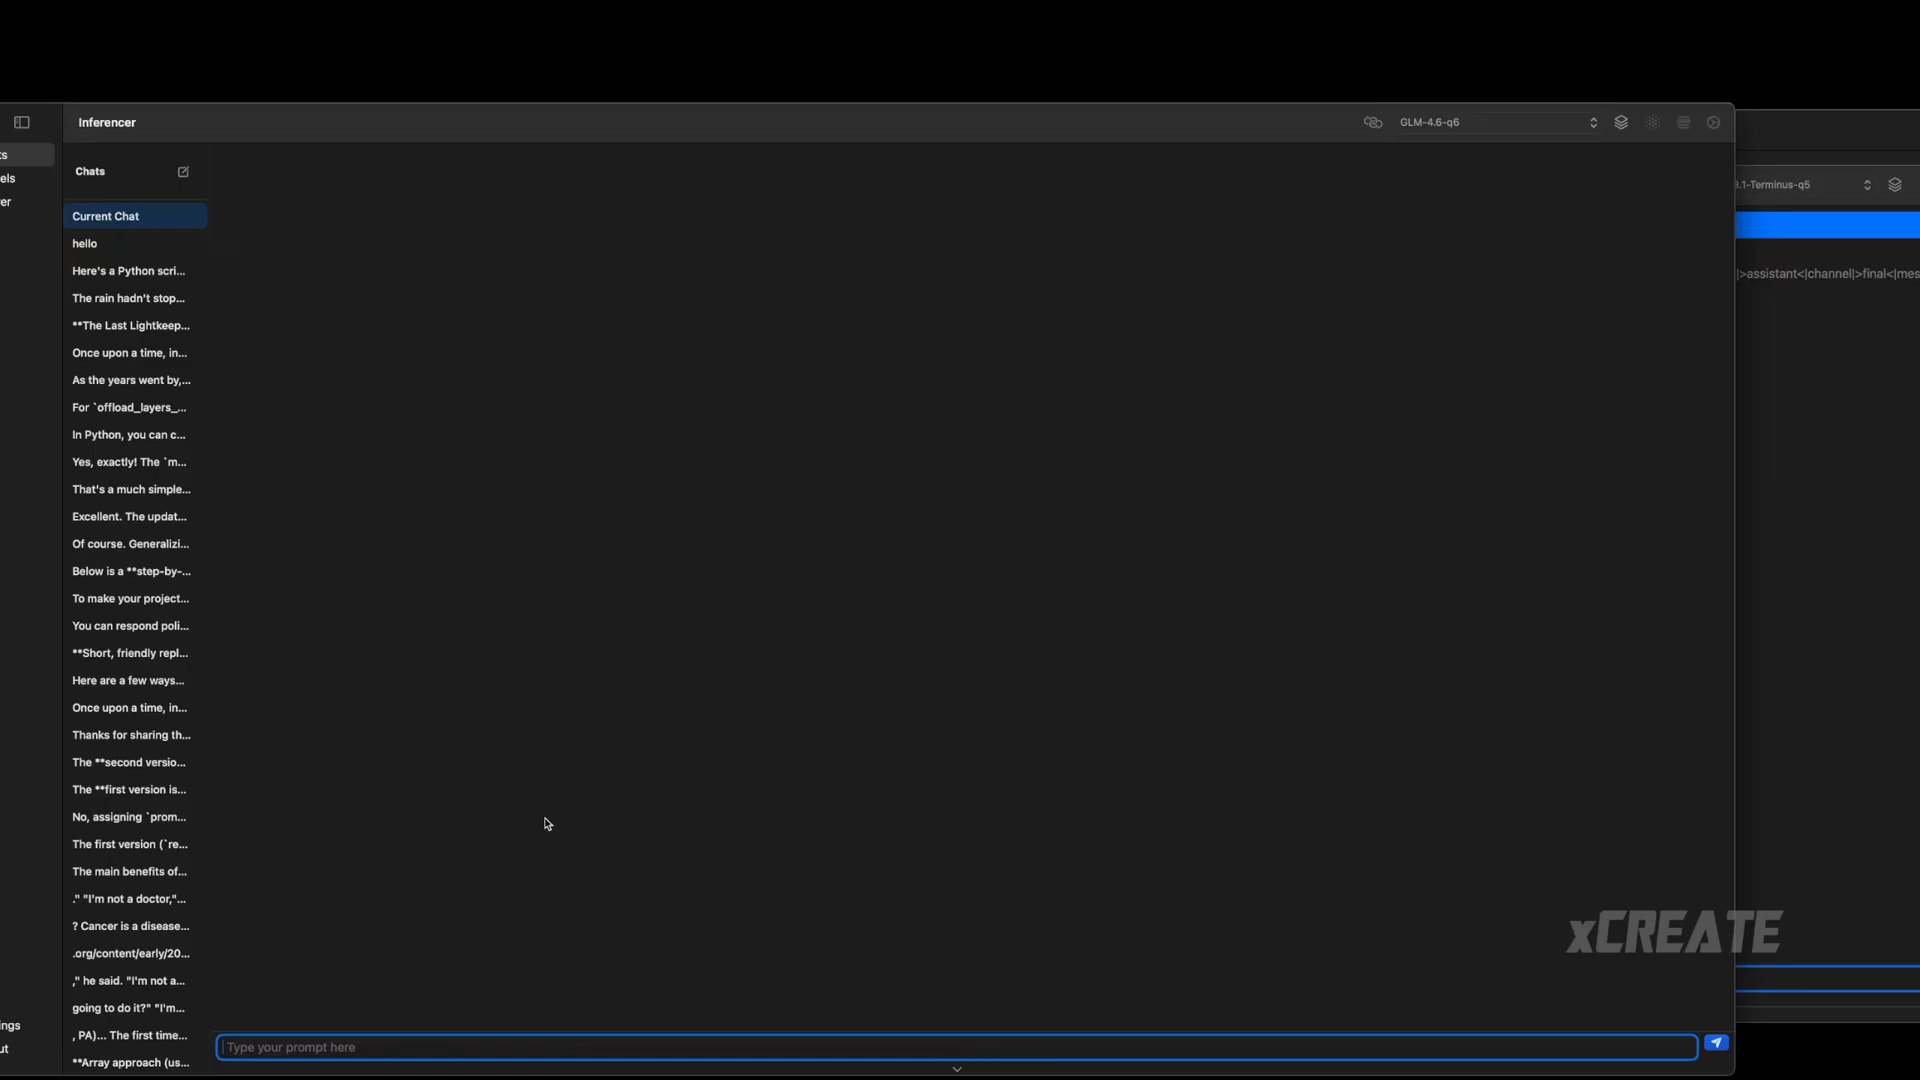 Inferencer
GLM-4.6-q6
ts
els
er
Chats
Current Chat
hello
Here's a Python scri...
The rain hadn't stop...
**The Last Lightkeep...
Once upon a time, in...
As the years went by,...
For `offload_layers_...
In Python, you can c...
Yes, exactly! The `m...
That's a much simple...
Excellent. The updat...
Of course. Generalizi...
Below is a **step-by-...
To make your project...
You can respond poli...
**Short, friendly repl...
Here are a few ways...
Once upon a time, in...
Thanks for sharing th...
The **second versio...
The **first version is...
No, assigning `prom...
The first version (`re...
The main benefits of...
." "I'm not a doctor,"...
? Cancer is a disease...
.org/content/early/20...
," he said. "I'm not a...
going to do it?" "I'm...
, PA)... The first time...
**Array approach (us...
ings
ut
Type your prompt here
3.1-Terminus-q5
|>assistant<|channel|>final<|mes
xCREATE